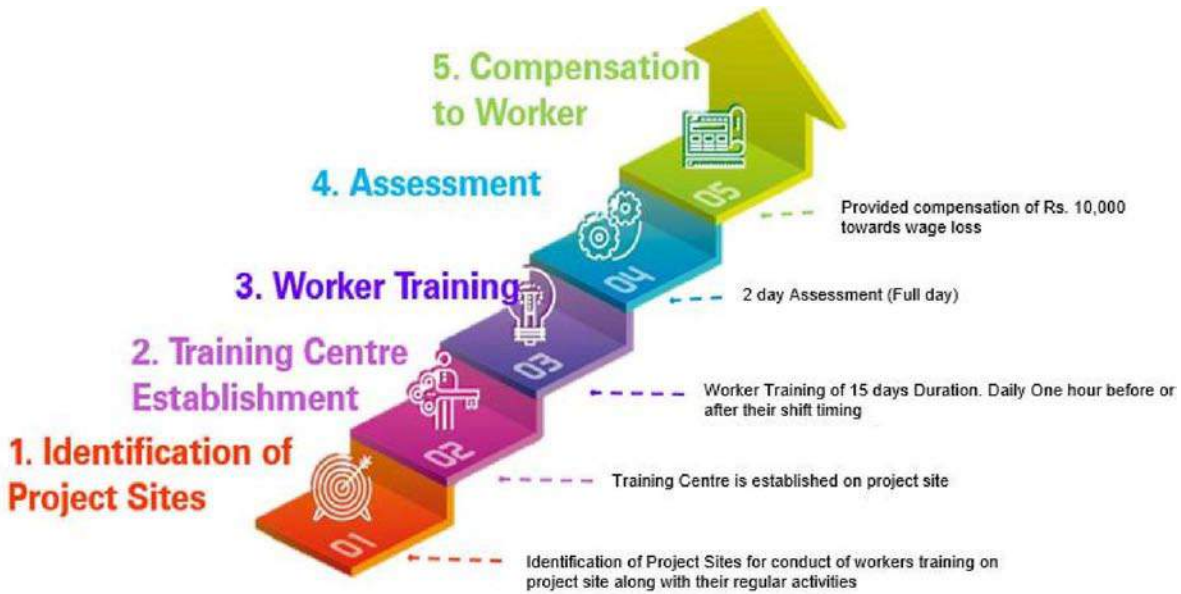 5. Compensation
to Worker
05
Provided compensation of Rs. 10,000
towards wage loss
4. Assessment
04
2 day Assessment (Full day)
3. Worker Training
03
Worker Training of 15 days Duration. Daily One hour before or
after their shift timing
2. Training Centre
Establishment
02
Training Centre is established on project site
1. Identification of
Project Sites
01
Identification of Project Sites for conduct of workers training on
project site along with their regular activities